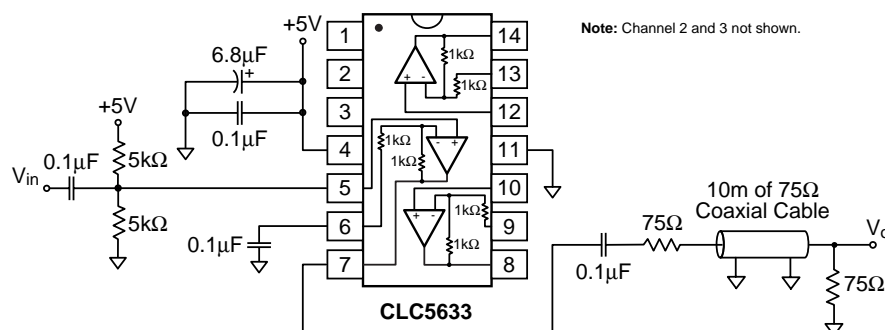 Note: Channel 2 and 3 not shown.
+5V
6.8µF
+
0.1µF
+5V
5kΩ
0.1µF
Vin
5kΩ
0.1µF
1
2
3
4
5
6
7
14
13
12
11
10
9
8
1kΩ
1kΩ
+ -
1kΩ
- +
1kΩ
1kΩ
+ -
1kΩ
CLC5633
10m of 75Ω
Coaxial Cable
75Ω
0.1µF
75Ω